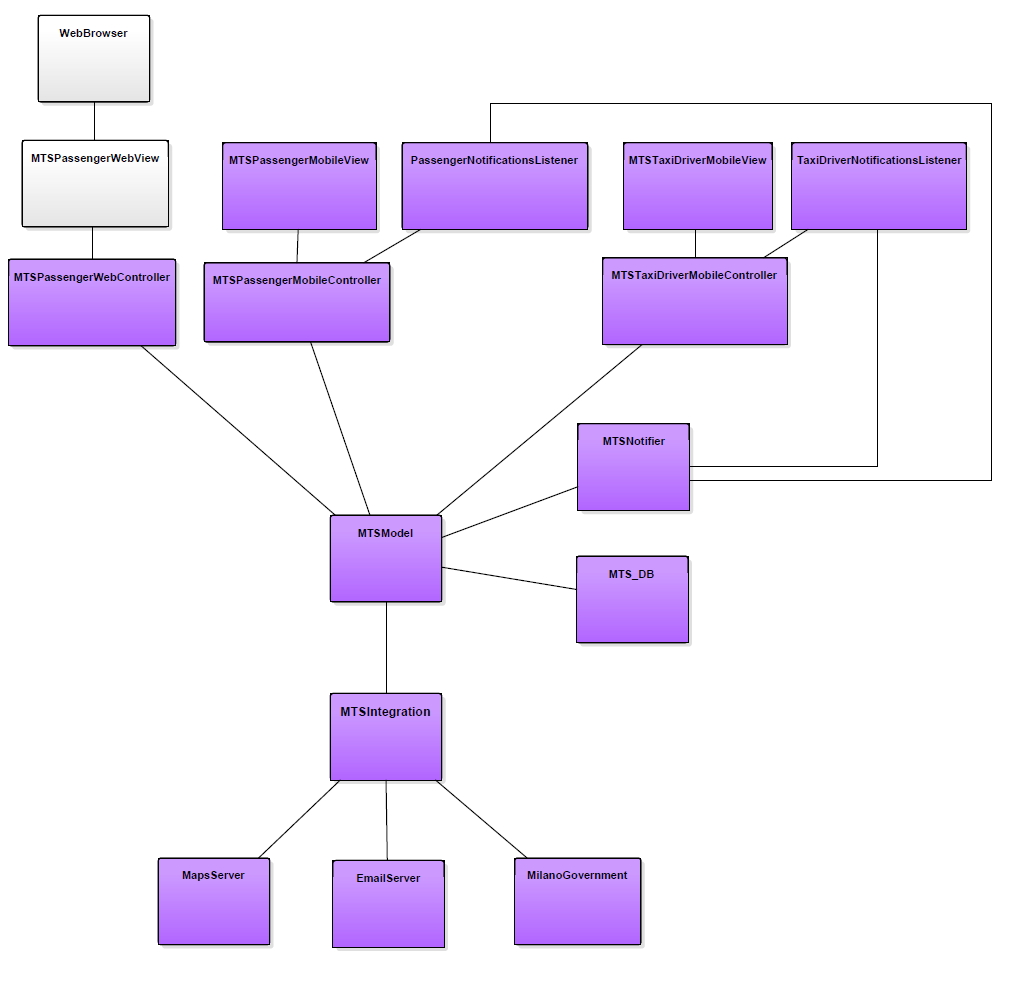 WebBrowser
MTSPassengerWebView
MTSPassengerMobileView
PassengerNotificationsListener
MTSTaxiDriverMobileView
TaxiDriverNotificationsListener
MTSPassengerWebController
MTSPassengerMobileController
MTSTaxiDriverMobileController
MTSNotifier
MTSModel
MTS_DB
MTSIntegration
MapsServer
EmailServer
MilanoGovernment